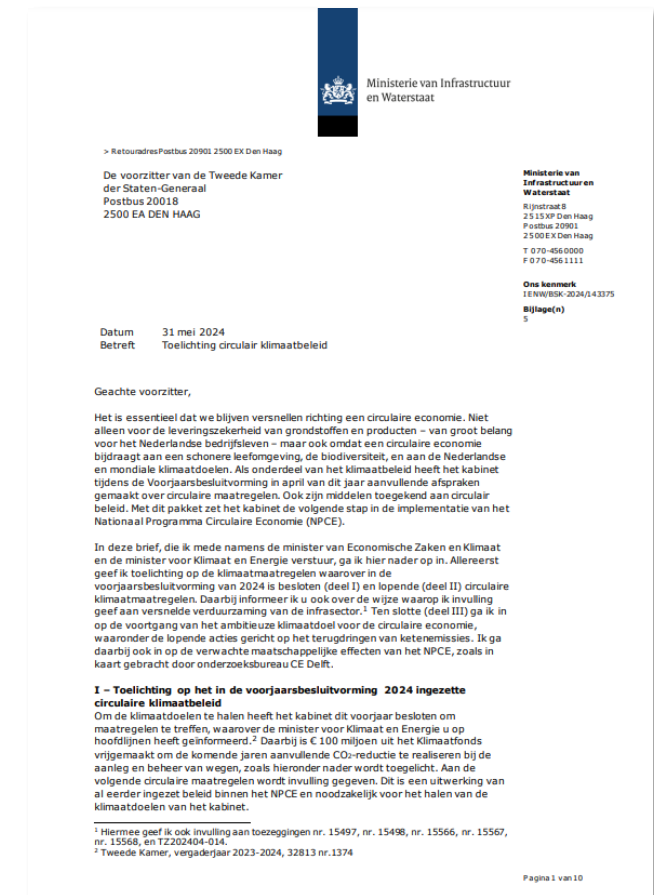 Ministerie van Infrastructuur
en Waterstaat
> Retouradres Postbus 20901 2500 EX Den Haag
De voorzitter van de Tweede Kamer
der Staten-Generaal
Postbus 20018
2500 EA DEN HAAG
Ministerie van
Infrastructuur en
Waterstaat
Rijnstraat 8
2515 XP Den Haag
Postbus 20901
2500 EX Den Haag
T 070-456 0000
F 070-456 1111
Ons kenmerk
IENW/BSK-2024/143375
Bijlage(n)
5
Datum 31 mei 2024
Betreft Toelichting circulair klimaatbeleid
Geachte voorzitter,
Het is essentieel dat we blijven versnellen richting een circulaire economie. Niet
alleen voor de leveringszekerheid van grondstoffen en producten – van groot belang
voor het Nederlandse bedrijfsleven – maar ook omdat een circulaire economie
bijdraagt aan een schonere leefomgeving, de biodiversiteit, en aan de Nederlandse
en mondiale klimaatdoelen. Als onderdeel van het klimaatbeleid heeft het kabinet
tijdens de Voorjaarsbesluitvorming in april van dit jaar aanvullende afspraken
gemaakt over circulaire maatregelen. Ook zijn middelen toegekend aan circulair
beleid. Met dit pakket zet het kabinet de volgende stap in de implementatie van het
Nationaal Programma Circulaire Economie (NPCE).
In deze brief, die ik mede namens de minister van Economische Zaken en Klimaat
en de minister voor Klimaat en Energie verstuur, ga ik hier nader op in. Allereerst
geef ik toelichting op de klimaatmaatregelen waarover in de
voorjaarsbesluitvorming van 2024 is besloten (deel I) en lopende (deel II) circulaire
klimaatmaatregelen. Daarbij informeer ik u ook over de wijze waarop ik invulling
geef aan versnelde verduurzaming van de infrasector.¹ Ten slotte (deel III) ga ik in
op de voortgang van het ambitieuze klimaatdoel voor de circulaire economie,
waaronder de lopende acties gericht op het terugdringen van ketenemissies. Ik ga
daarbij ook in op de verwachte maatschappelijke effecten van het NPCE, zoals in
kaart gebracht door onderzoeksbureau CE Delft.
I – Toelichting op het in de voorjaarsbesluitvorming 2024 ingezette
circulaire klimaatbeleid
Om de klimaatdoelen te halen heeft het kabinet dit voorjaar besloten om
maatregelen te treffen, waarover de minister voor Klimaat en Energie u op
hoofdlijnen heeft geïnformeerd.² Daarbij is € 100 miljoen uit het Klimaatfonds
vrijgemaakt om de komende jaren aanvullende CO₂-reductie te realiseren bij de
aanleg en beheer van wegen, zoals hieronder nader wordt toegelicht. Aan de
volgende circulaire maatregelen wordt invulling gegeven. Dit is een uitwerking van
al eerder ingezet beleid binnen het NPCE en noodzakelijk voor het halen van de
klimaatdoelen van het kabinet.
¹ Hiermee geef ik ook invulling aan toezeggingen nr. 15497, nr. 15498, nr. 15566, nr. 15567,
nr. 15568, en TZ202404-014.
² Tweede Kamer, vergaderjaar 2023-2024, 32813 nr.1374
Pagina 1 van 10